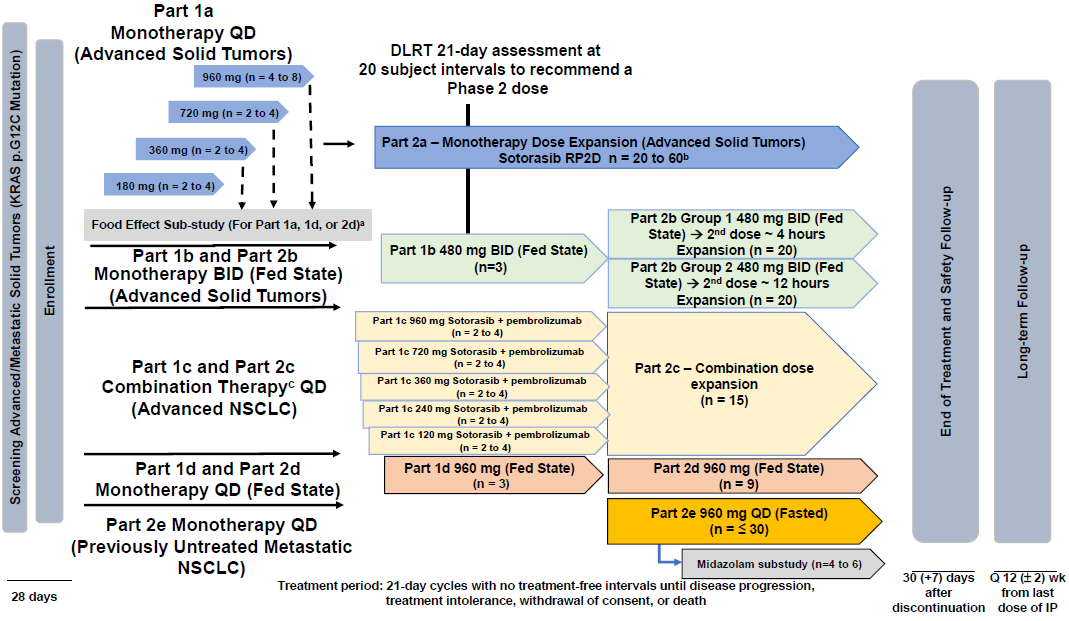 Screening Advanced/Metastatic Solid Tumors (KRAS p.G12C Mutation)
Enrollment
Part 1a
Monotherapy QD
(Advanced Solid Tumors)
960 mg (n = 4 to 8)
720 mg (n = 2 to 4)
360 mg (n = 2 to 4)
180 mg (n = 2 to 4)
Food Effect Sub-study (For Part 1a, 1d, or 2d)ᵃ
DLRT 21-day assessment at
20 subject intervals to recommend a
Phase 2 dose
Part 2a – Monotherapy Dose Expansion (Advanced Solid Tumors)
Sotorasib RP2D n = 20 to 60ᵇ
Part 1b and Part 2b
Monotherapy BID (Fed State)
(Advanced Solid Tumors)
Part 1b 480 mg BID (Fed State)
(n=3)
Part 2b Group 1 480 mg BID (Fed
State) → 2ⁿᵈ dose ~ 4 hours
Expansion (n = 20)
Part 2b Group 2 480 mg BID (Fed
State) → 2ⁿᵈ dose ~ 12 hours
Expansion (n = 20)
Part 1c and Part 2c
Combination Therapyᶜ QD
(Advanced NSCLC)
Part 1c 960 mg Sotorasib + pembrolizumab
(n = 2 to 4)
Part 1c 720 mg Sotorasib + pembrolizumab
(n = 2 to 4)
Part 1c 360 mg Sotorasib + pembrolizumab
(n = 2 to 4)
Part 1c 240 mg Sotorasib + pembrolizumab
(n = 2 to 4)
Part 1c 120 mg Sotorasib + pembrolizumab
(n = 2 to 4)
Part 2c – Combination dose
expansion
(n = 15)
Part 1d and Part 2d
Monotherapy QD (Fed State)
Part 1d 960 mg (Fed State)
(n = 3)
Part 2d 960 mg (Fed State)
(n = 9)
Part 2e Monotherapy QD
(Previously Untreated Metastatic
NSCLC)
Part 2e 960 mg QD (Fasted)
(n = ≤ 30)
Midazolam substudy (n=4 to 6)
End of Treatment and Safety Follow-up
Long-term Follow-up
28 days
Treatment period: 21-day cycles with no treatment-free intervals until disease progression,
treatment intolerance, withdrawal of consent, or death
30 (+7) days
after
discontinuation
Q 12 (± 2) wk
from last
dose of IP